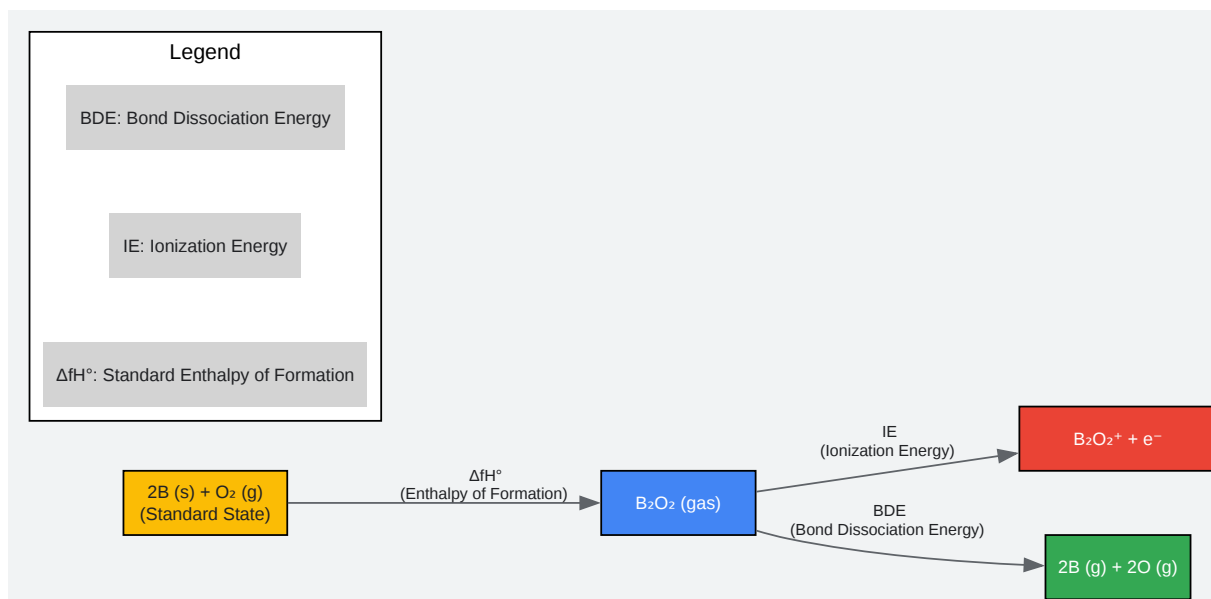 Legend
BDE: Bond Dissociation Energy
IE: Ionization Energy
ΔfH°: Standard Enthalpy of Formation
2B (s) + O₂ (g)
(Standard State)
ΔfH°
(Enthalpy of Formation)
B₂O₂ (gas)
IE
(Ionization Energy)
B₂O₂⁺ + e⁻
BDE
(Bond Dissociation Energy)
2B (g) + 2O (g)